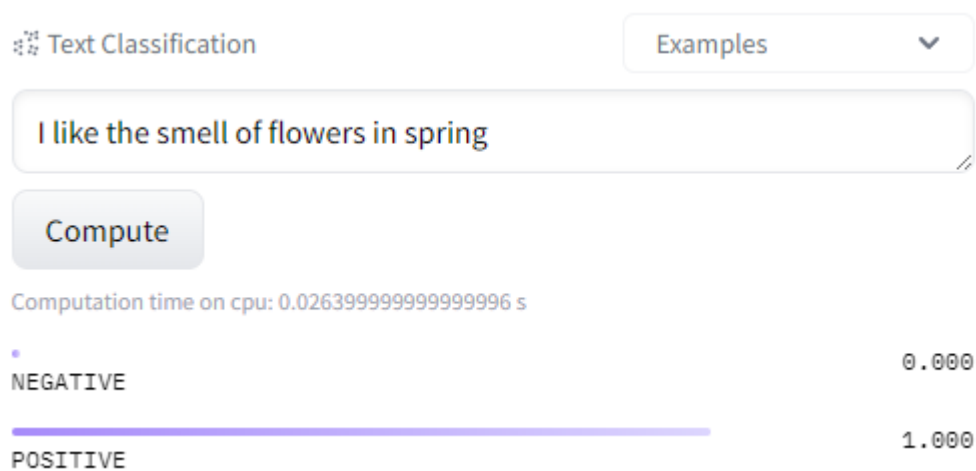 Text Classification
Examples
I like the smell of flowers in spring
Compute
Computation time on cpu: 0.026399999999999996 s
0.000
NEGATIVE
1.000
POSITIVE